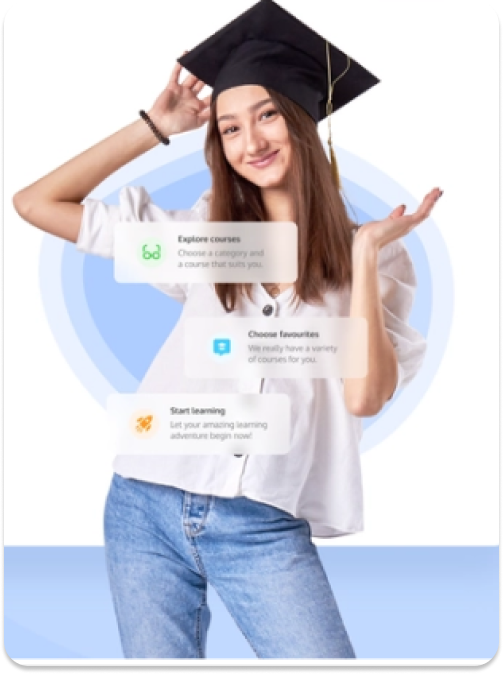 Explore courses
Choose a category and
a course that suits you.
Choose favourites
We really have a variety
of courses for you.
Start learning
Let your amazing learning
adventure begin now!